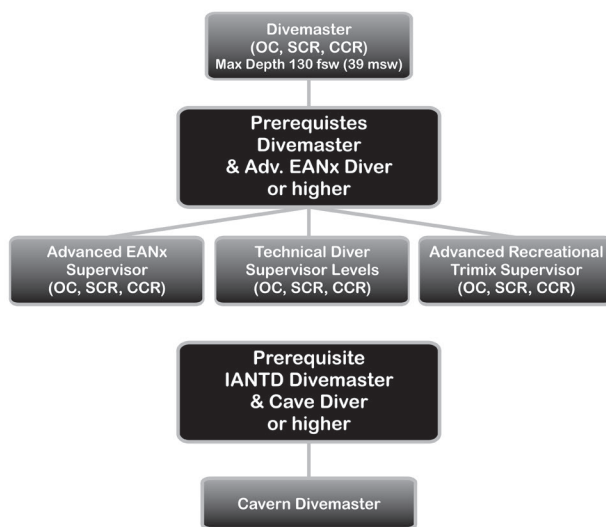 Divemaster
(OC, SCR, CCR)
Max Depth 130 fsw (39 msw)
Prerequistes
Divemaster
& Adv. EANx Diver
or higher
Advanced EANx
Supervisor
(OC, SCR, CCR)
Technical Diver
Supervisor Levels
(OC, SCR, CCR)
Advanced Recreational
Trimix Supervisor
(OC, SCR, CCR)
Prerequisite
IANTD Divemaster
& Cave Diver
or higher
Cavern Divemaster